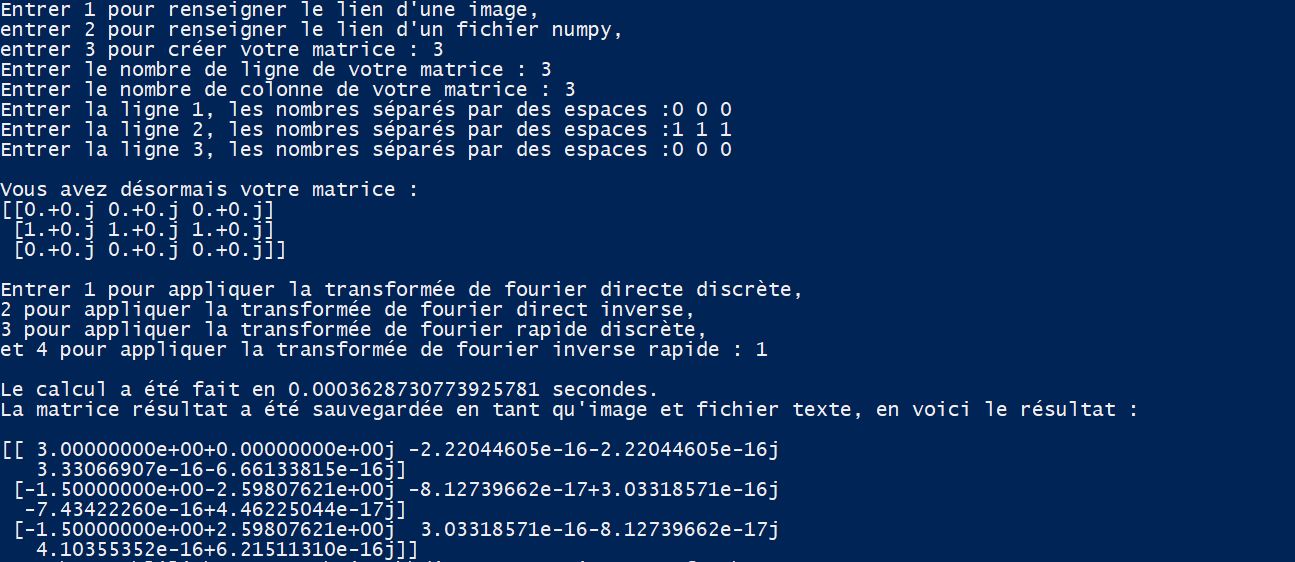 Entrer 1 pour renseigner le lien d'une image,
entrer 2 pour renseigner le lien d'un fichier numpy,
entrer 3 pour créer votre matrice : 3
Entrer le nombre de ligne de votre matrice : 3
Entrer le nombre de colonne de votre matrice : 3
Entrer la ligne 1, les nombres séparés par des espaces :0 0 0
Entrer la ligne 2, les nombres séparés par des espaces :1 1 1
Entrer la ligne 3, les nombres séparés par des espaces :0 0 0
Vous avez désormais votre matrice :
[[0.+0.j 0.+0.j 0.+0.j]
[1.+0.j 1.+0.j 1.+0.j]
[0.+0.j 0.+0.j 0.+0.j]]
Entrer 1 pour appliquer la transformée de fourier directe discrète,
2 pour appliquer la transformée de fourier direct inverse,
3 pour appliquer la transformée de fourier rapide discrète,
et 4 pour appliquer la transformée de fourier inverse rapide : 1
Le calcul a été fait en 0.0003628730773925781 secondes.
La matrice résultat a été sauvegardée en tant qu'image et fichier texte, en voici le résultat :
[[ 3.00000000e+00+0.00000000e+00j -2.22044605e-16-2.22044605e-16j
3.33066907e-16-6.66133815e-16j]
[-1.50000000e+00-2.59807621e+00j -8.12739662e-17+3.03318571e-16j
-7.43422260e-16+4.46225044e-17j]
[-1.50000000e+00+2.59807621e+00j 3.03318571e-16-8.12739662e-17j
4.10355352e-16+6.21511310e-16j]]